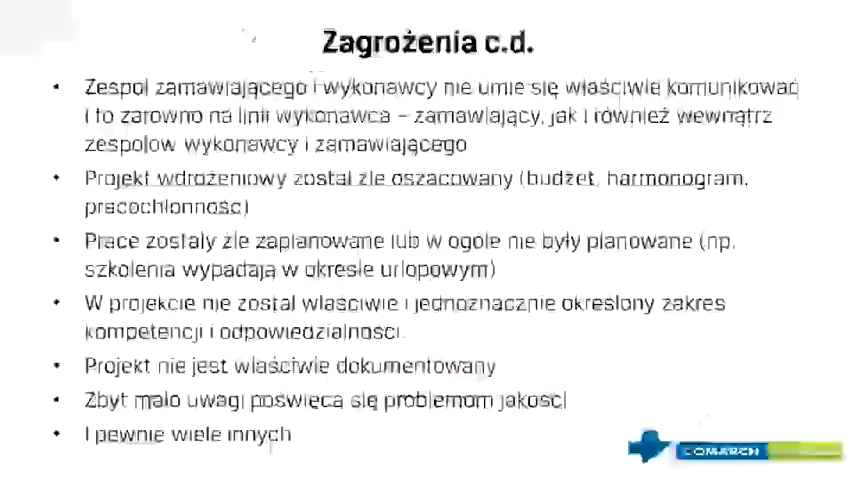 Zagrożenia c.d.
• Zespół zamawiającego i wykonawcy nie umie się właściwie komunikować
i to zarówno na linii wykonawca – zamawiający, jak i również wewnątrz
zespołów wykonawcy i zamawiającego
• Projekt wdrożeniowy został źle oszacowany (budżet, harmonogram,
pracochłonność)
• Prace zostały źle zaplanowane lub w ogóle nie były planowane (np.
szkolenia wypadają w okresie urlopowym)
• W projekcie nie został właściwie i jednoznacznie określony zakres
kompetencji i odpowiedzialności.
• Projekt nie jest właściwie dokumentowany
• Zbyt mało uwagi poświęca się problemom jakości
• I pewnie wiele innych
COMARCH